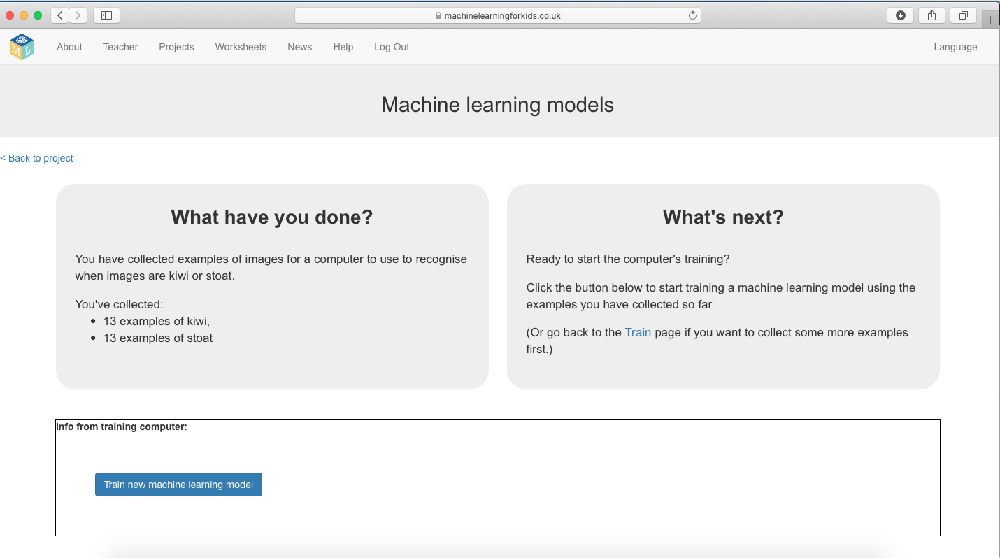 machinelearningforkids.co.uk
M L
About Teacher Projects Worksheets News Help Log Out Language
Machine learning models
< Back to project
What have you done?
You have collected examples of images for a computer to use to recognise
when images are kiwi or stoat.
You've collected:
• 13 examples of kiwi,
• 13 examples of stoat
What's next?
Ready to start the computer's training?
Click the button below to start training a machine learning model using the
examples you have collected so far
(Or go back to the Train page if you want to collect some more examples
first.)
Info from training computer:
Train new machine learning model